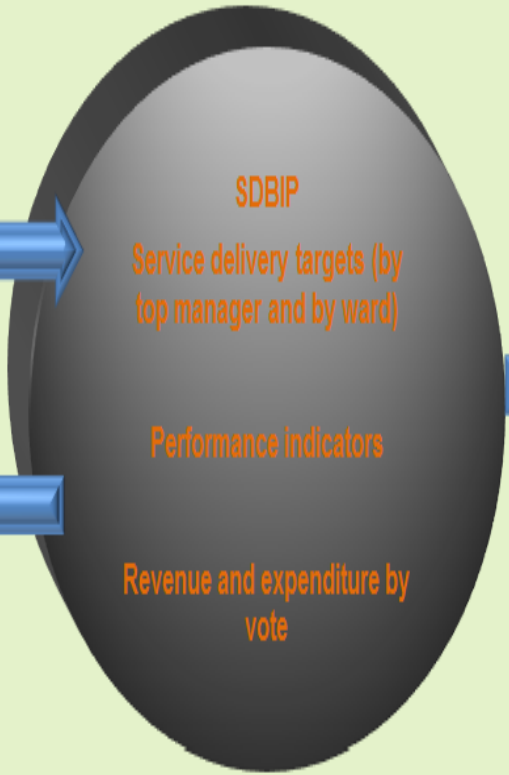 SDBIP
Service delivery targets (by
top manager and by ward)
Performance indicators
Revenue and expenditure by
vote